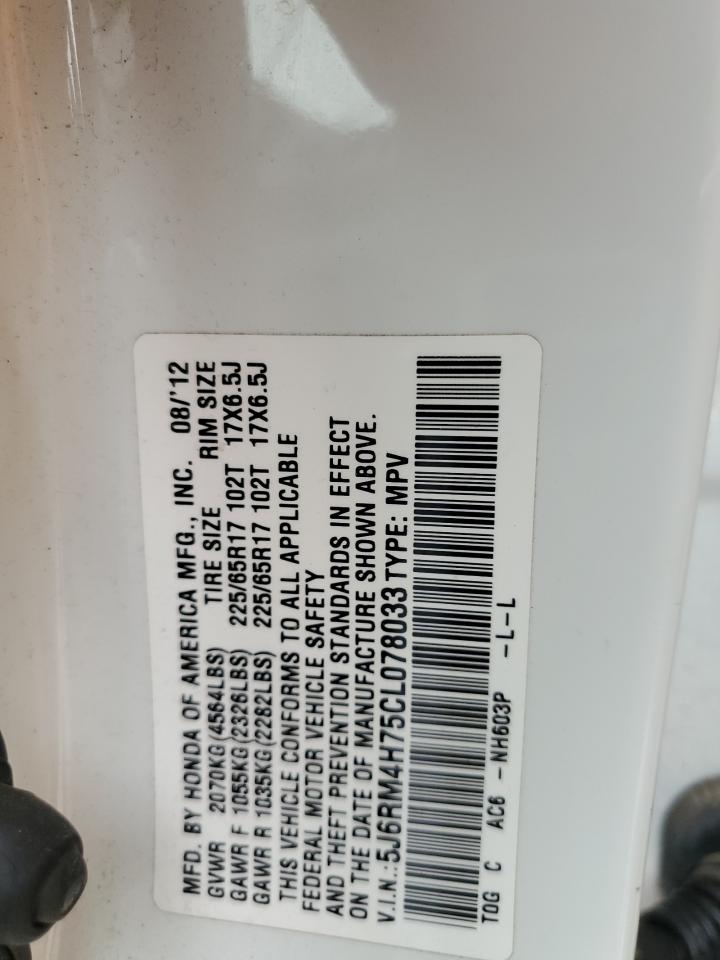 MFD. BY HONDA OF AMERICA MFG., INC. 08/'12
GVWR 2070KG(4564LBS) TIRE SIZE RIM SIZE
GAWR F 1055KG(2326LBS) 225/65R17 102T 17X6.5J
GAWR R 1035KG(2282LBS) 225/65R17 102T 17X6.5J
THIS VEHICLE CONFORMS TO ALL APPLICABLE
FEDERAL MOTOR VEHICLE SAFETY
AND THEFT PREVENTION STANDARDS IN EFFECT
ON THE DATE OF MANUFACTURE SHOWN ABOVE.
V.I.N.:5J6RM4H75CL078033 TYPE: MPV
TOG C AC6 -NH603P -L-L